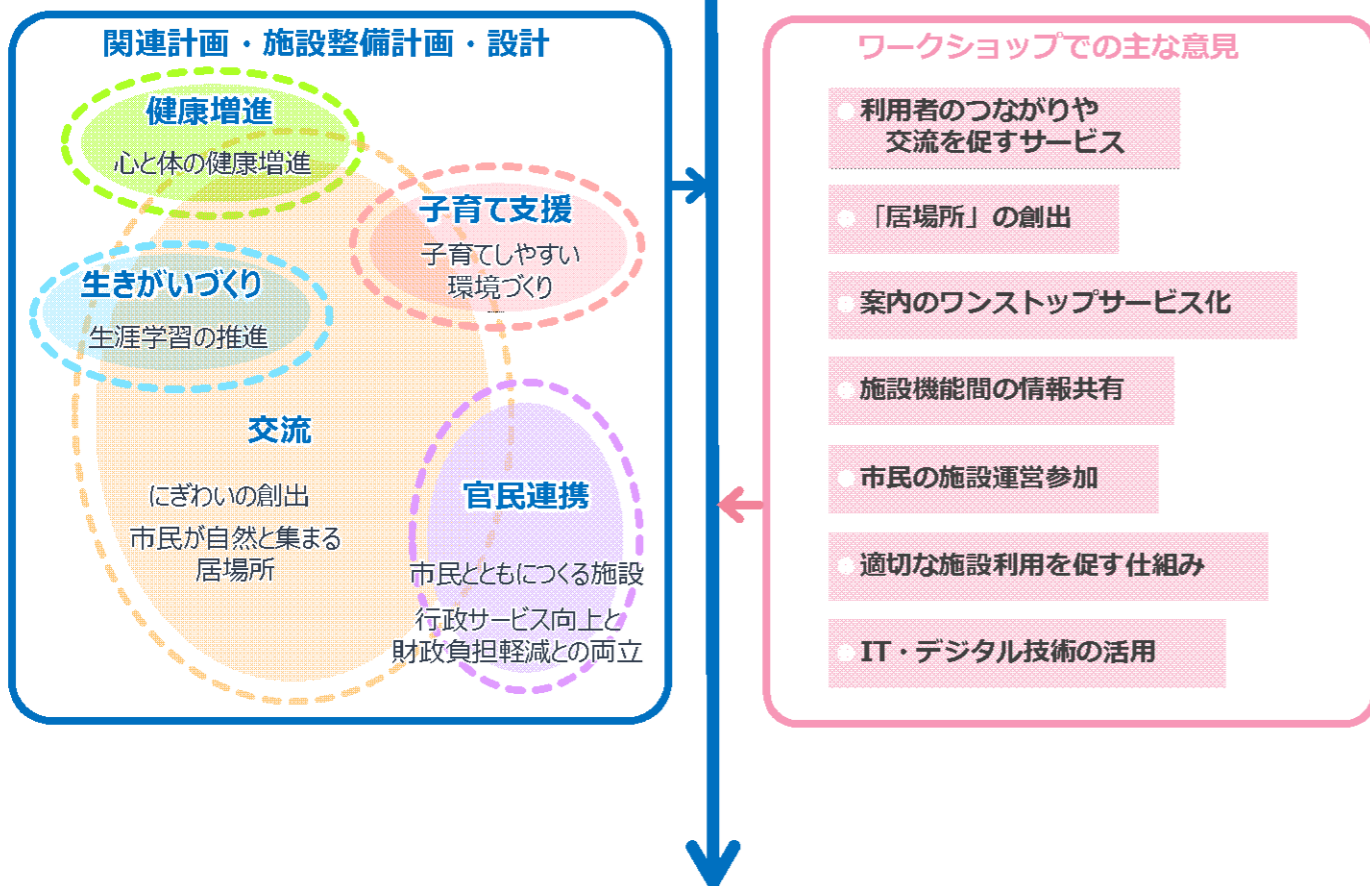 関連計画・施設整備計画・設計
健康増進
心と体の健康増進
子育て支援
子育てしやすい
環境づくり
生きがいづくり
生涯学習の推進
交流
にぎわいの創出
市民が自然と集まる
居場所
官民連携
市民とともにつくる施設
行政サービス向上と
財政負担軽減との両立
ワークショップでの主な意見
利用者のつながりや
交流を促すサービス
「居場所」の創出
案内のワンストップサービス化
施設機能間の情報共有
市民の施設運営参加
適切な施設利用を促す仕組み
IT・デジタル技術の活用